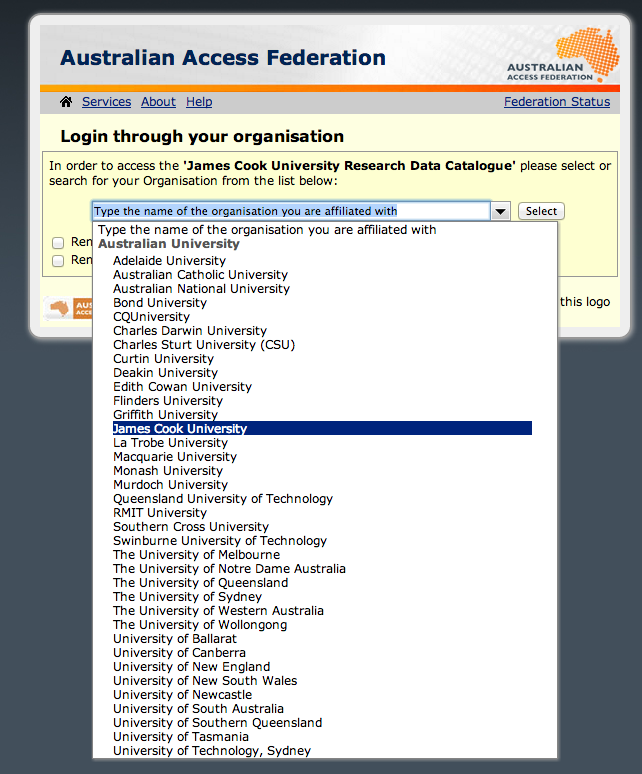 Australian Access Federation
AUSTRALIAN
ACCESS FEDERATION
Services About Help Federation Status
Login through your organisation
In order to access the 'James Cook University Research Data Catalogue' please select or
search for your Organisation from the list below:
Type the name of the organisation you are affiliated with Select
Type the name of the organisation you are affiliated with
Australian University
Adelaide University
Australian Catholic University
Australian National University
Bond University
CQUniversity
Charles Darwin University
Charles Sturt University (CSU)
Curtin University
Deakin University
Edith Cowan University
Flinders University
Griffith University
James Cook University
La Trobe University
Macquarie University
Monash University
Murdoch University
Queensland University of Technology
RMIT University
Southern Cross University
Swinburne University of Technology
The University of Melbourne
The University of Notre Dame Australia
The University of Queensland
The University of Sydney
The University of Western Australia
The University of Wollongong
University of Ballarat
University of Canberra
University of New England
University of New South Wales
University of Newcastle
University of South Australia
University of Southern Queensland
University of Tasmania
University of Technology, Sydney
this logo